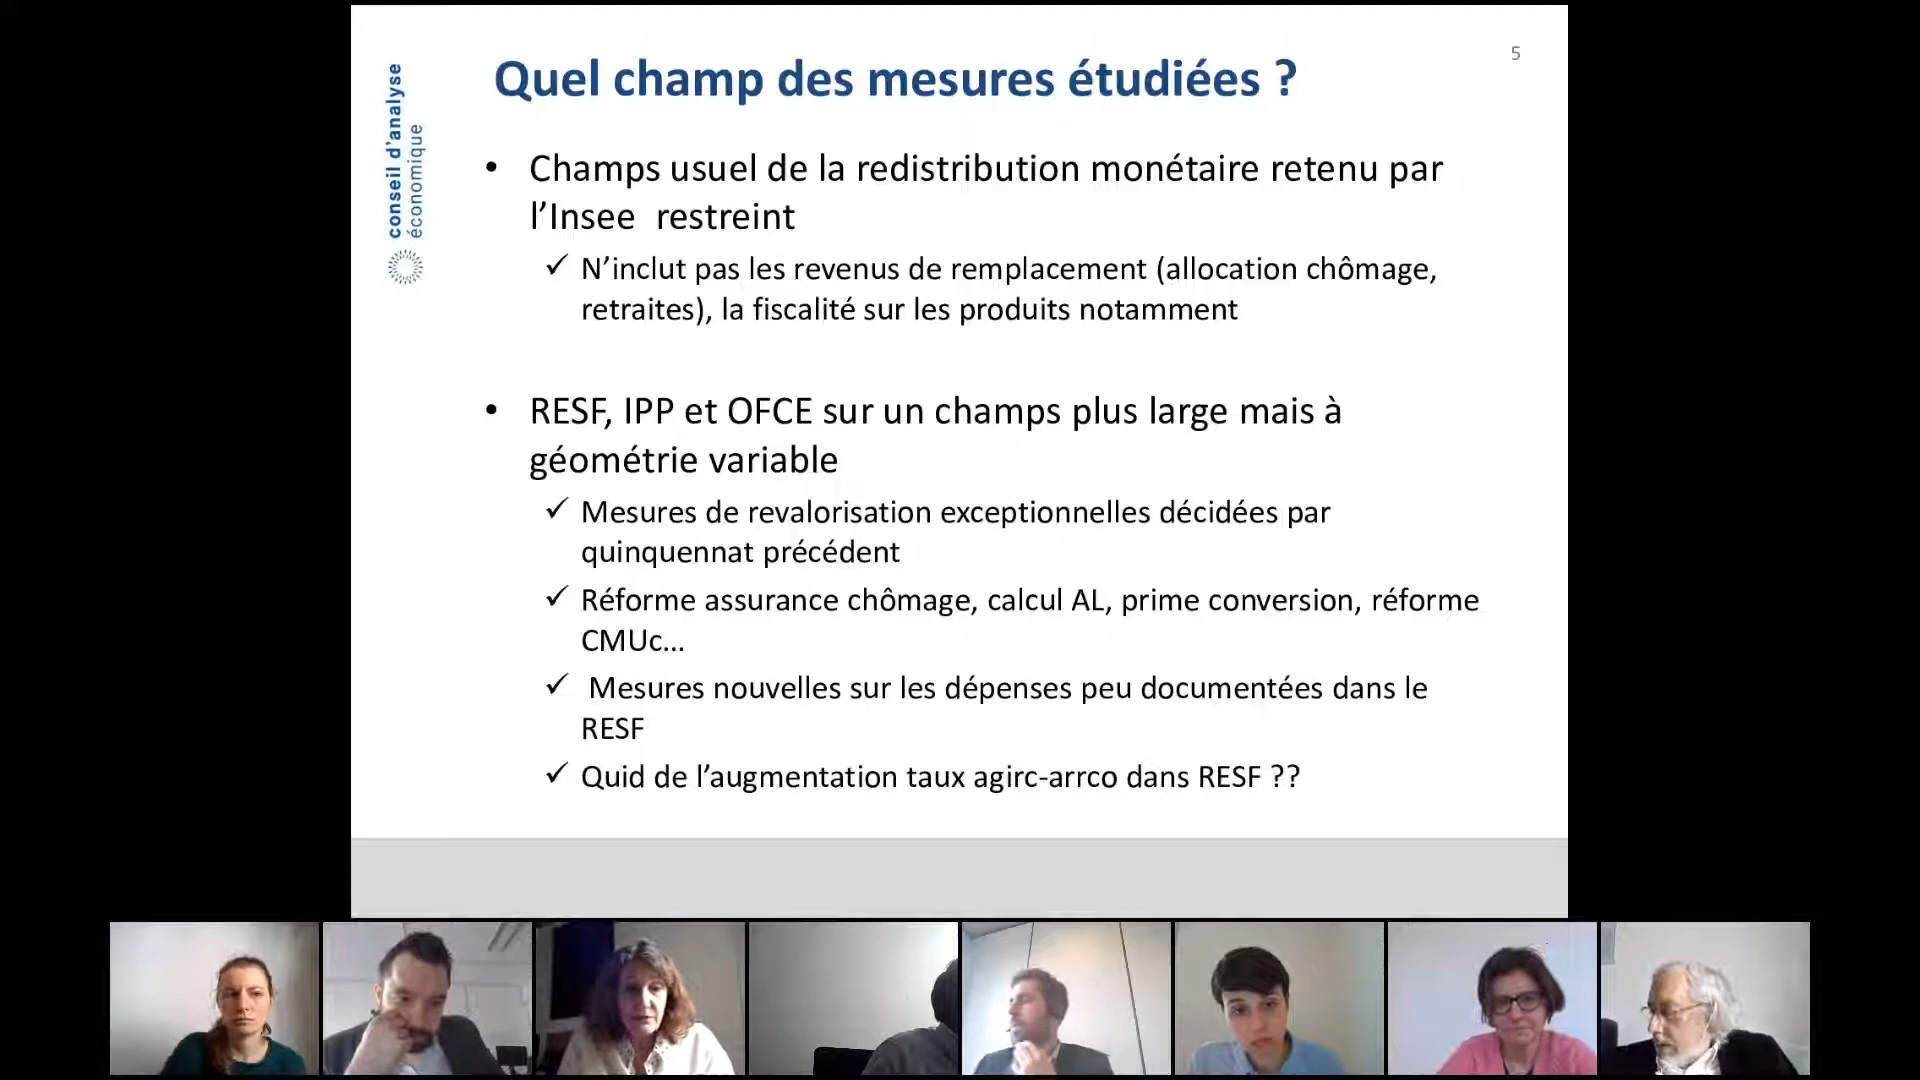 5
Quel champ des mesures étudiées ?
conseil d'analyse
économique
• Champs usuel de la redistribution monétaire retenu par
l’Insee  restreint
✓ N’inclut pas les revenus de remplacement (allocation chômage,
retraites), la fiscalité sur les produits notamment
• RESF, IPP et OFCE sur un champs plus large mais à
géométrie variable
✓ Mesures de revalorisation exceptionnelles décidées par
quinquennat précédent
✓ Réforme assurance chômage, calcul AL, prime conversion, réforme
CMUc...
✓ Mesures nouvelles sur les dépenses peu documentées dans le
RESF
✓ Quid de l’augmentation taux agirc-arrco dans RESF ??